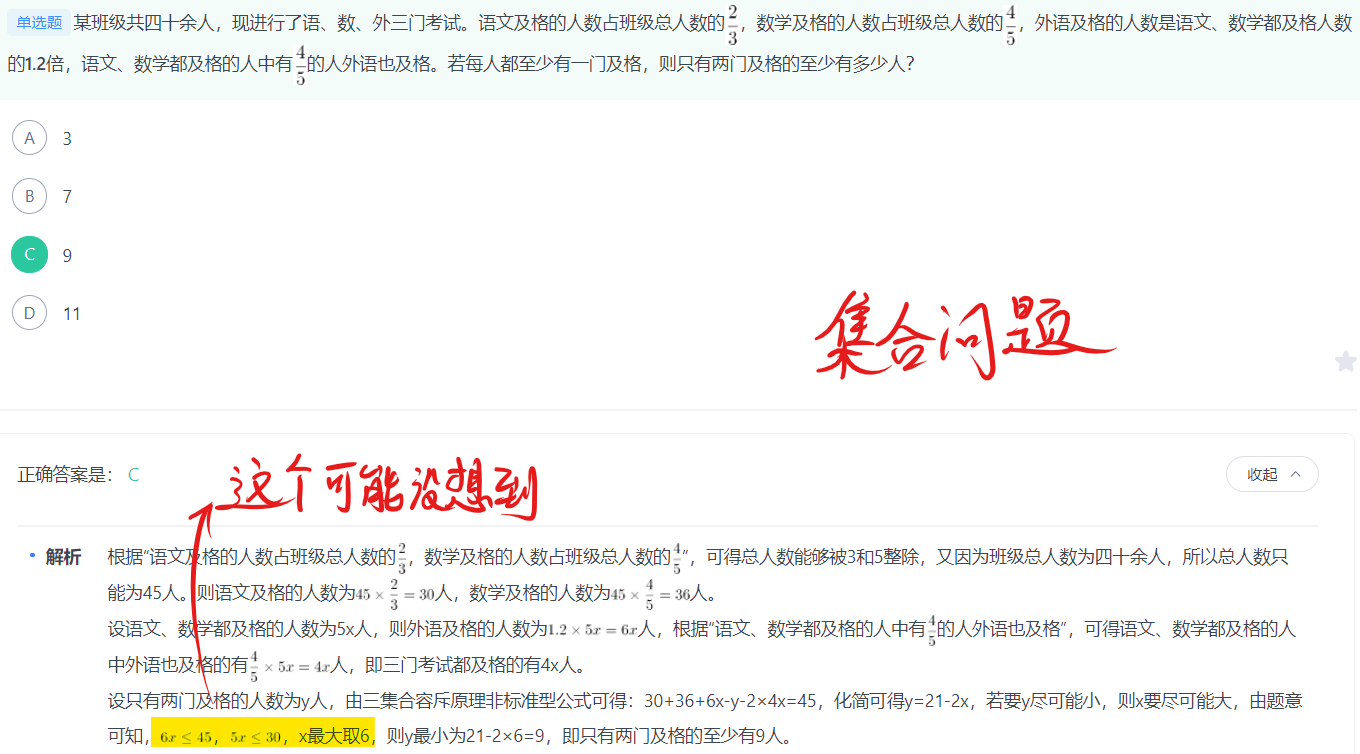 单选题 某班级共四十余人，现进行了语、数、外三门考试。语文及格的人数占班级总人数的2/3，数学及格的人数占班级总人数的4/5，外语及格的人数是语文、数学都及格人数
的1.2倍，语文、数学都及格的人中有4/5的人外语也及格。若每人都至少有一门及格，则只有两门及格的至少有多少人？
A 3
B 7
C 9
D 11
集合问题
正确答案是： C
这个可能没想到
收起
解析 根据“语文及格的人数占班级总人数的2/3，数学及格的人数占班级总人数的4/5”，可得总人数能够被3和5整除，又因为班级总人数为四十余人，所以总人数只
能为45人。则语文及格的人数为45×2/3=30人，数学及格的人数为45×4/5=36人。
设语文、数学都及格的人数为5x人，则外语及格的人数为1.2×5x=6x人，根据“语文、数学都及格的人中有4/5的人外语也及格”，可得语文、数学都及格的人
中外语也及格的有4/5×5x=4x人，即三门考试都及格的有4x人。
设只有两门及格的人数为y人，由三集合容斥原理非标准型公式可得：30+36+6x-y-2×4x=45，化简可得y=21-2x，若要y尽可能小，则x要尽可能大，由题意
可知，6x≤45，5x≤30，x最大取6，则y最小为21-2×6=9，即只有两门及格的至少有9人。